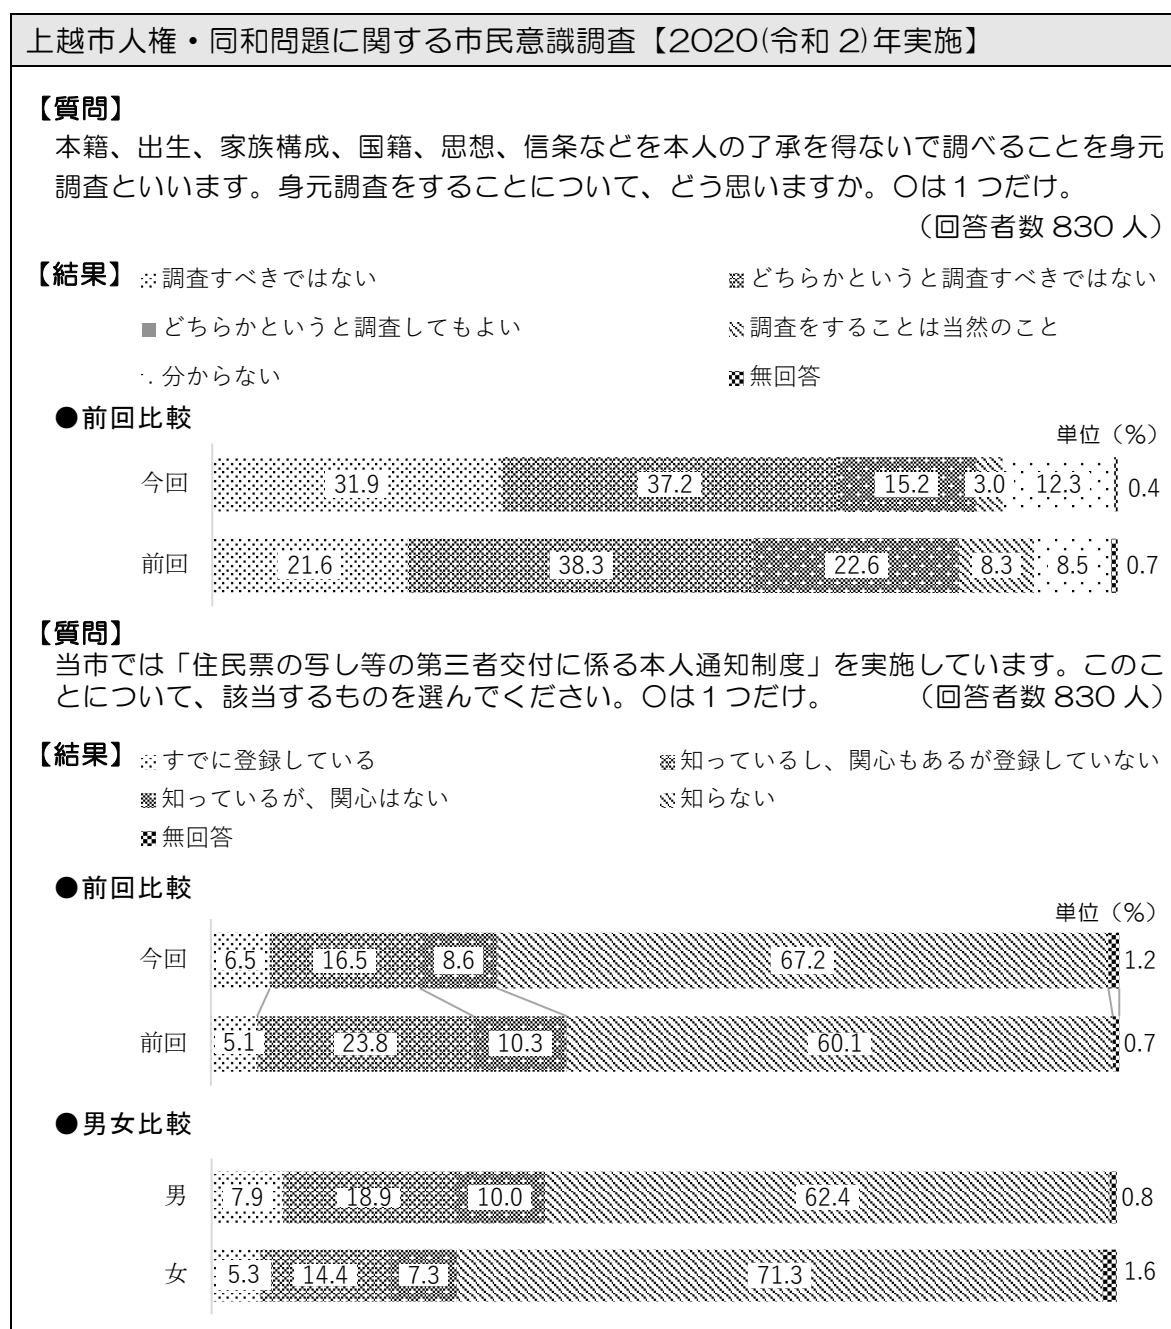 上越市人権・同和問題に関する市民意識調査【2020(令和 2)年実施】
【質問】
本籍、出生、家族構成、国籍、思想、信条などを本人の了承を得ないで調べることを身元
調査といいます。身元調査をすることについて、どう思いますか。〇は１つだけ。
（回答者数 830 人）
【結果】 調査すべきではない どちらかというと調査すべきではない
どちらかというと調査してもよい 調査をすることは当然のこと
分からない 無回答
●前回比較
単位（％）
今回 31.9 37.2 15.2 3.0 12.3 0.4
前回 21.6 38.3 22.6 8.3 8.5 0.7
【質問】
当市では「住民票の写し等の第三者交付に係る本人通知制度」を実施しています。このこ
とについて、該当するものを選んでください。〇は１つだけ。 （回答者数 830 人）
【結果】 すでに登録している 知っているし、関心もあるが登録していない
知っているが、関心はない 知らない
無回答
●前回比較
単位（％）
今回 6.5 16.5 8.6 67.2 1.2
前回 5.1 23.8 10.3 60.1 0.7
●男女比較
男 7.9 18.9 10.0 62.4 0.8
女 5.3 14.4 7.3 71.3 1.6